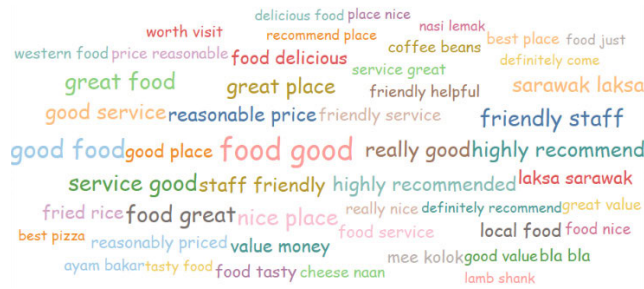 delicious food place nice
worth visit recommend place nasi lemak
western food price reasonable food delicious coffee beans best place food just
service great definitely come
great food great place friendly helpful sarawak laksa
good service reasonable price friendly service friendly staff
good food good place food good really good highly recommend
service good staff friendly highly recommended laksa sarawak
fried rice food great nice place really nice definitely recommend great value
best pizza reasonably priced value money food service local food food nice
ayam bakar tasty food food tasty cheese naan mee kolok good value bla bla
lamb shank